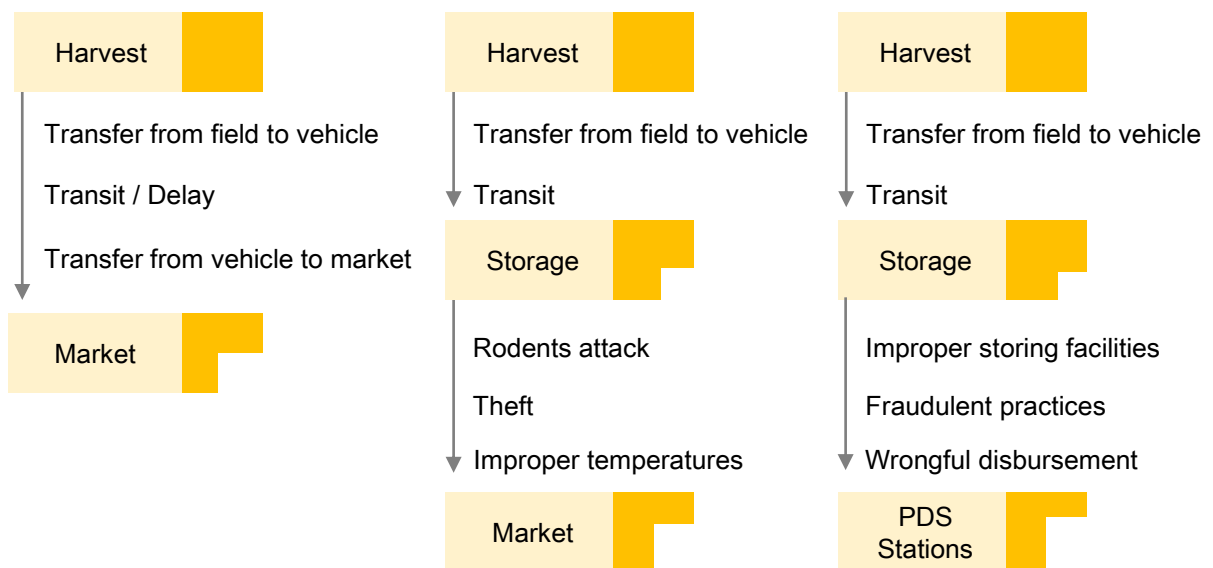 Harvest
Transfer from field to vehicle
Transit / Delay
Transfer from vehicle to market
Market
Harvest
Transfer from field to vehicle
Transit
Storage
Rodents attack
Theft
Improper temperatures
Market
Harvest
Transfer from field to vehicle
Transit
Storage
Improper storing facilities
Fraudulent practices
Wrongful disbursement
PDS
Stations